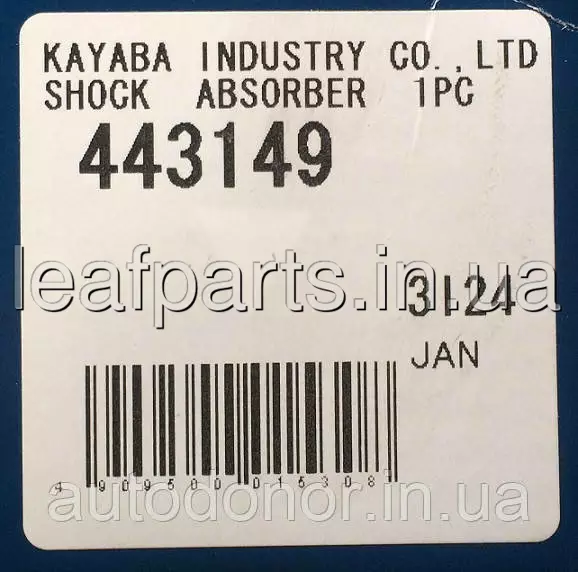 KAYABA INDUSTRY CO.,LTD
SHOCK ABSORBER 1PC
443149
leafparts.in.ua
3124
JAN
4 909500 015308
autodonor.in.ua